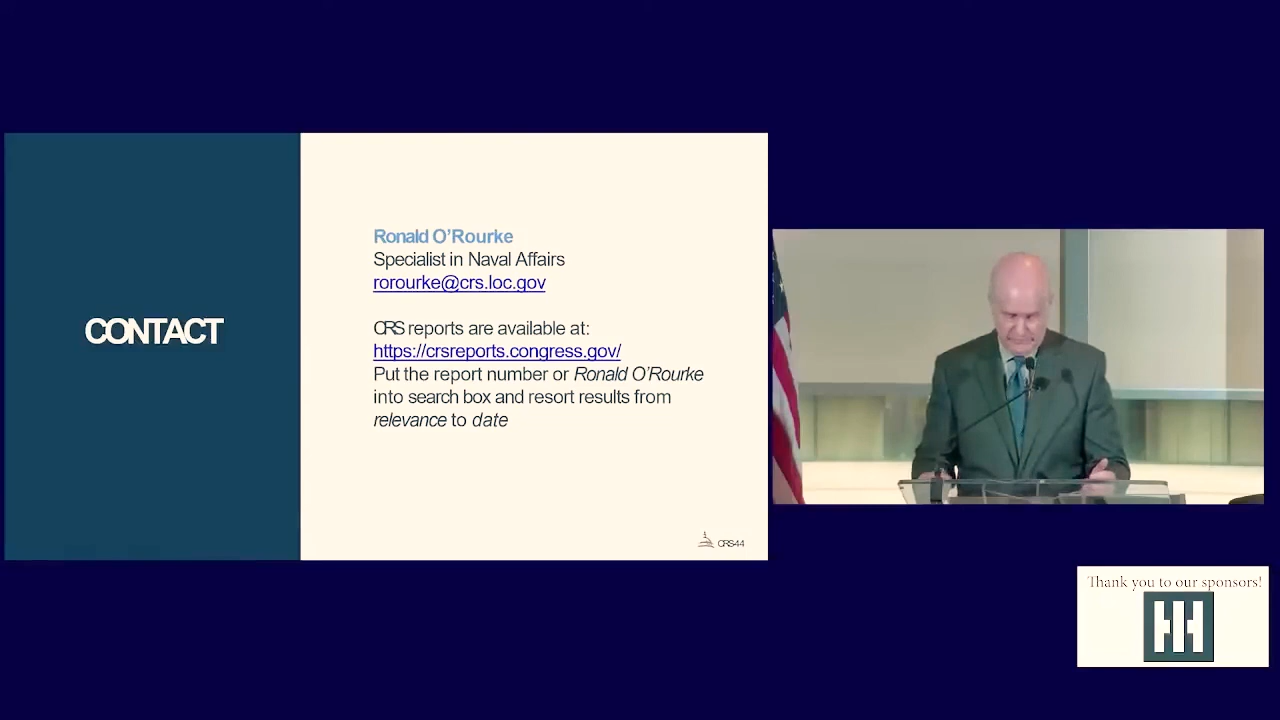 CONTACT
Ronald O'Rourke
Specialist in Naval Affairs
rorourke@crs.loc.gov
CRS reports are available at:
https://crsreports.congress.gov/
Put the report number or Ronald O'Rourke
into search box and resort results from
relevance to date
CRS-44
Thank you to our sponsors!